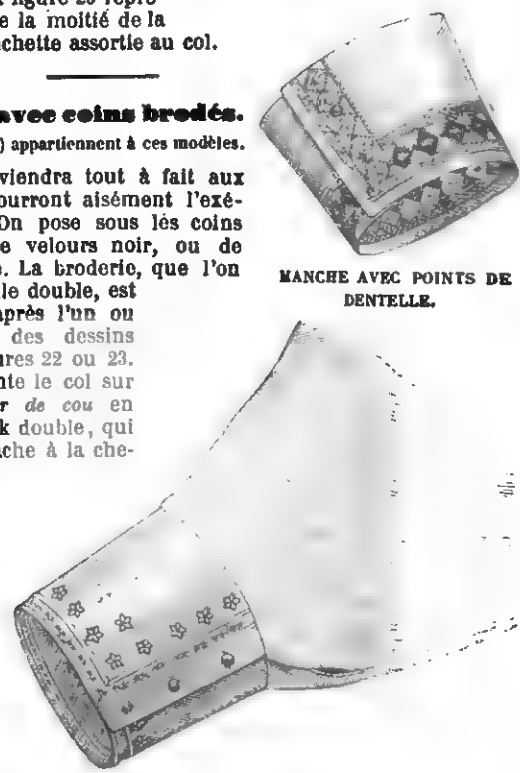 figure 29 repro
e la moitié de la
chette assortie au col.
avec coins brodés.
) appartiennent à ces modèles.
viendra tout à fait aux
ourront aisément l'exé-
On pose sous les coins
e velours noir, ou de
. La broderie, que l'on
le double, est
après l'un ou
des dessins
ures 22 ou 23.
nte le col sur
r de cou en
k double, qui
che à la che-
MANCHE AVEC POINTS DE
DENTELLE.